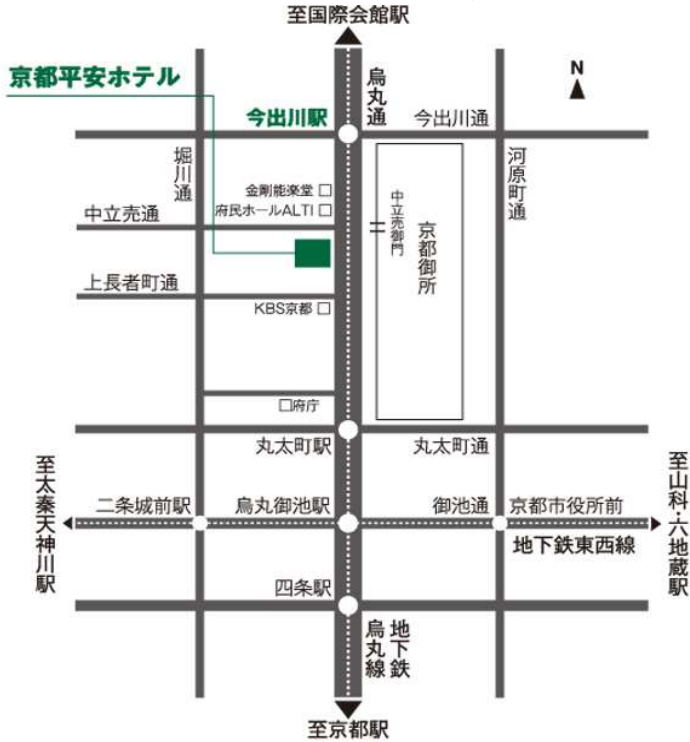 至国際会館駅
N
京都平安ホテル
烏丸通
今出川駅
今出川通
堀川通
河原町通
金剛能楽堂
府民ホールALTI
中立売通
中立売御門
京都御所
上長者町通
KBS京都
府庁
丸太町駅
丸太町通
至太秦天神川駅
二条城前駅
烏丸御池駅
御池通
京都市役所前
至山科・六地蔵駅
地下鉄東西線
四条駅
地下鉄
烏丸線
至京都駅